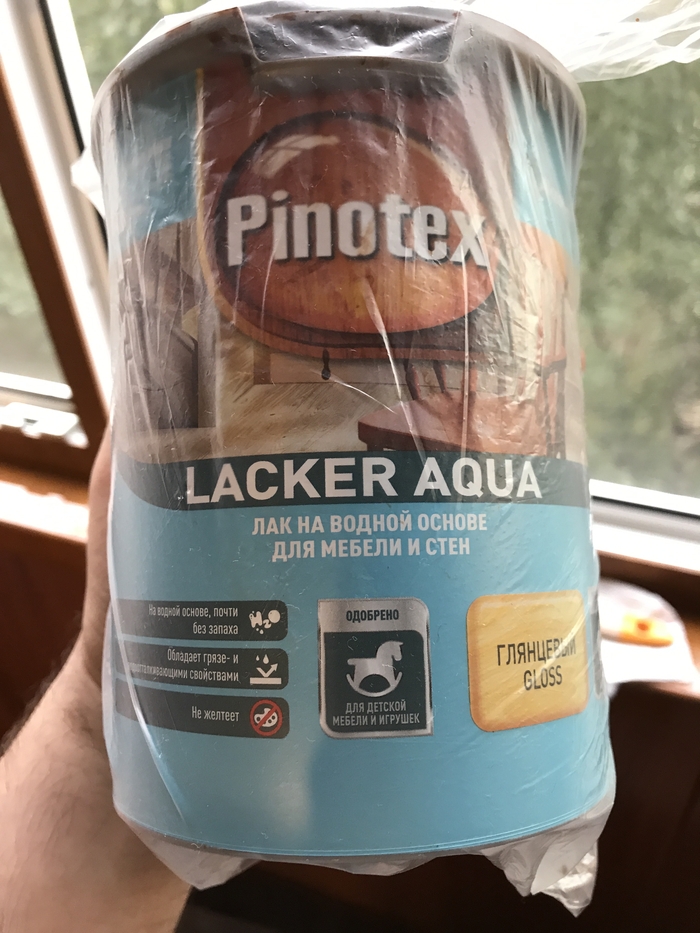 Pinotex
LACKER AQUA
ЛАК НА ВОДНОЙ ОСНОВЕ
ДЛЯ МЕБЕЛИ И СТЕН
На водной основе, почти
без запаха
H₂O
Обладает грязе- и
свойствами
Не желтеет
ОДОБРЕНО
ДЛЯ ДЕТСКОЙ
МЕБЕЛИ И ИГРУШЕК
ГЛЯНЦЕВЫЙ
GLOSS